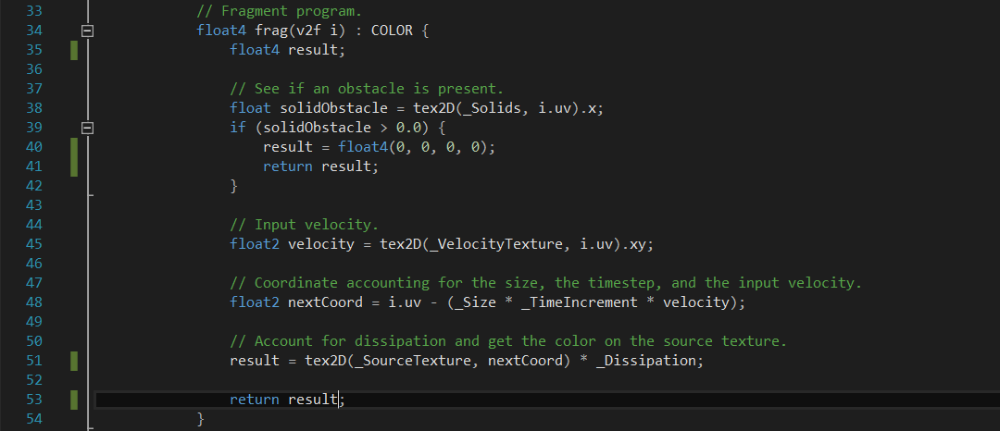 33 // Fragment program.
34 float4 frag(v2f i) : COLOR {
35 float4 result;
36
37 // See if an obstacle is present.
38 float solidObstacle = tex2D(_Solids, i.uv).x;
39 if (solidObstacle > 0.0) {
40 result = float4(0, 0, 0, 0);
41 return result;
42 }
43
44 // Input velocity.
45 float2 velocity = tex2D(_VelocityTexture, i.uv).xy;
46
47 // Coordinate accounting for the size, the timestep, and the input velocity.
48 float2 nextCoord = i.uv - (_Size * _TimeIncrement * velocity);
49
50 // Account for dissipation and get the color on the source texture.
51 result = tex2D(_SourceTexture, nextCoord) * _Dissipation;
52
53 return result;
54 }